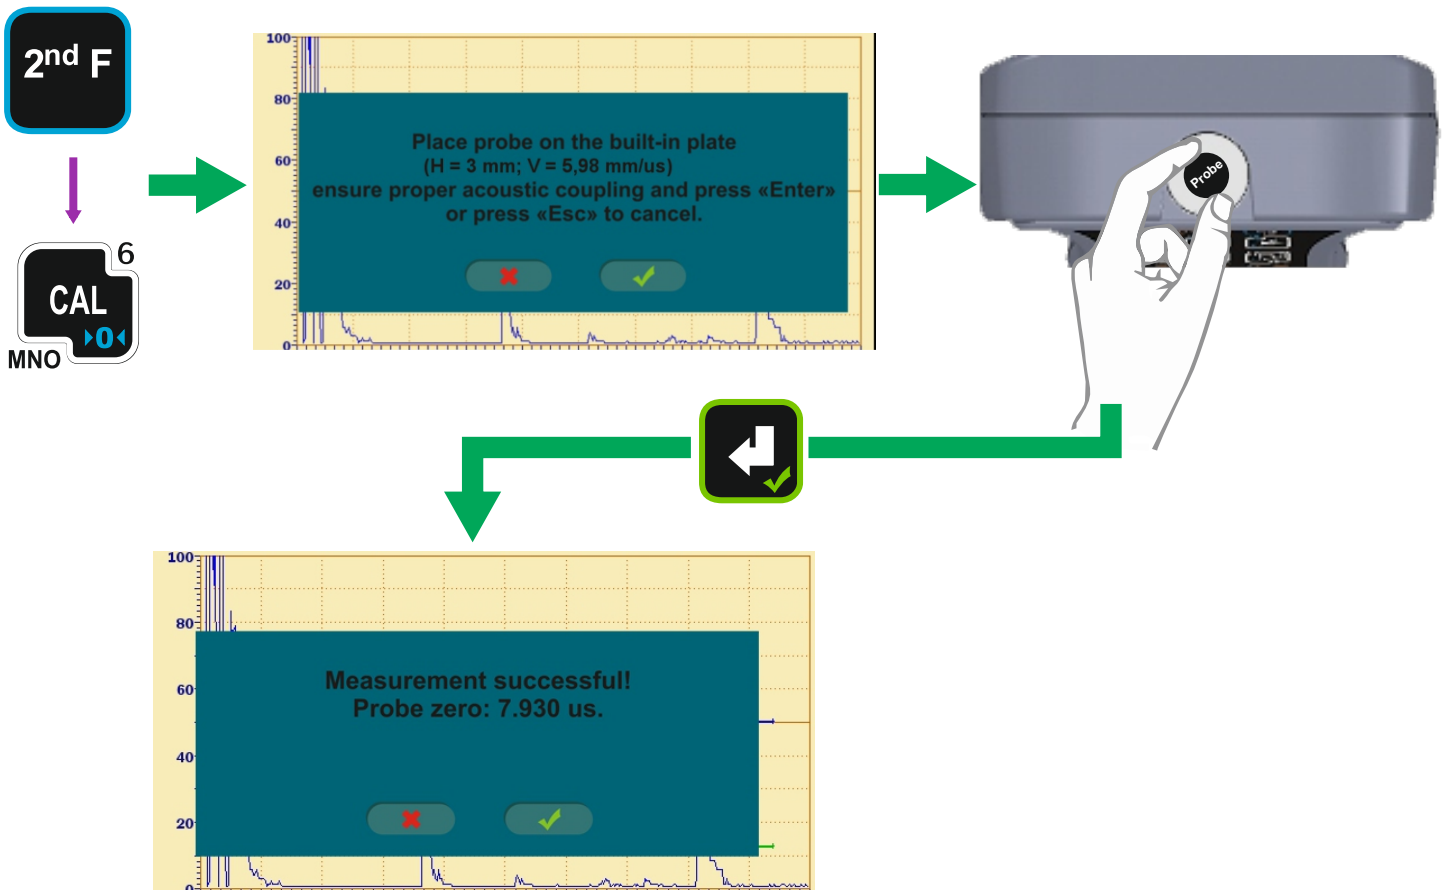 2nd F
6
CAL
0
MNO
100
80
60
40
20
0
Place probe on the built-in plate
(H = 3 mm; V = 5,98 mm/us)
ensure proper acoustic coupling and press «Enter»
or press «Esc» to cancel.
Probe
100
80
60
40
20
0
Measurement successful!
Probe zero: 7.930 us.